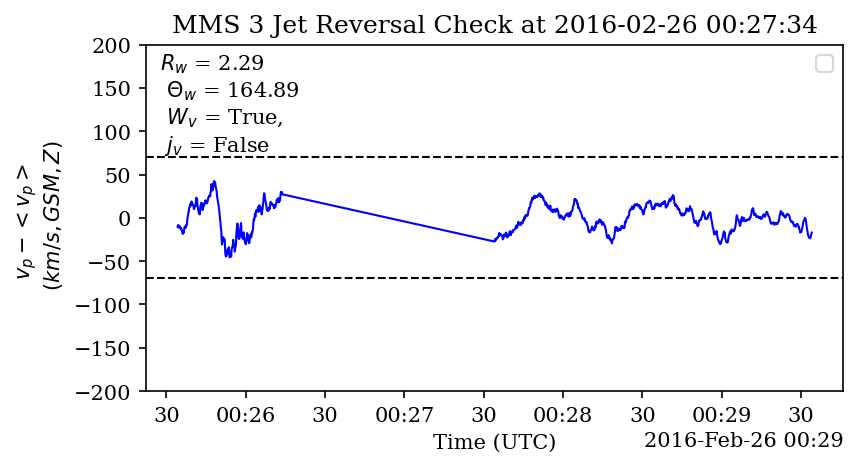 MMS 3 Jet Reversal Check at 2016-02-26 00:27:34
R_w = 2.29
Θ_w = 164.89
W_v = True,
j_v = False
v_p − < v_p >
(km/s, GSM, Z)
200
150
100
50
0
−50
−100
−150
−200
30 00:26 30 00:27 30 00:28 30 00:29 30
Time (UTC)
2016-Feb-26 00:29